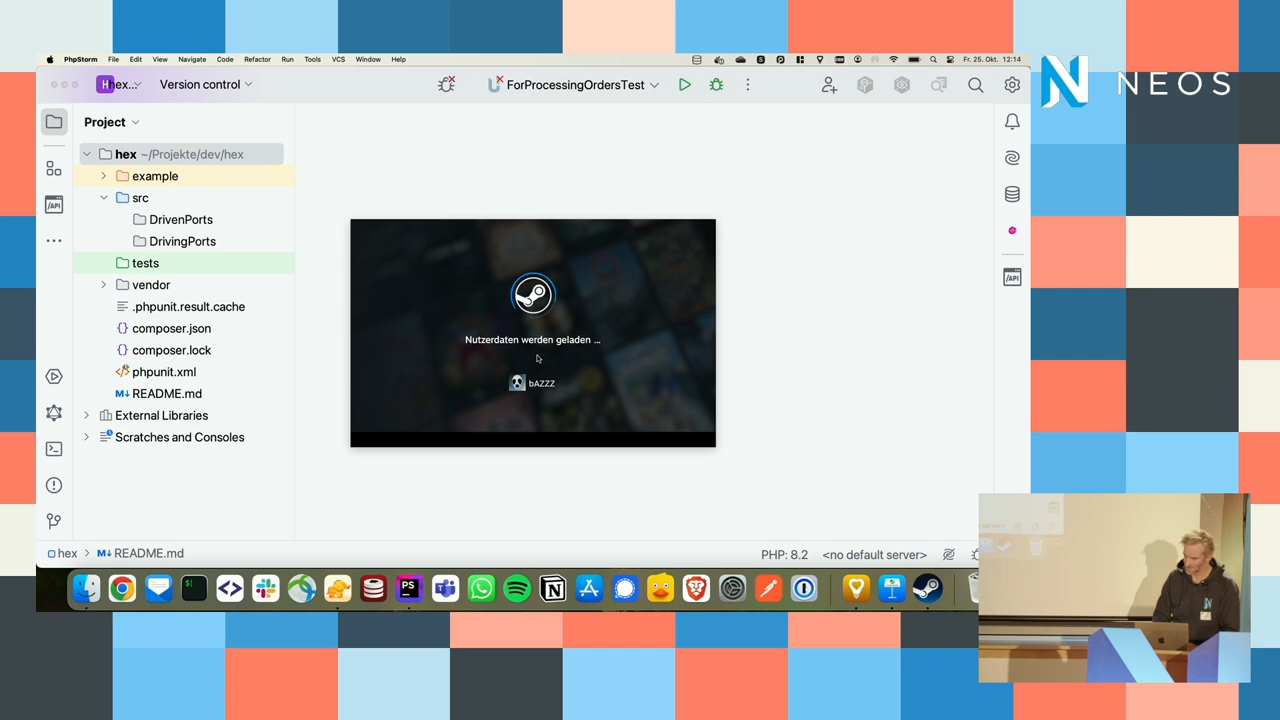 PhpStorm File Edit View Navigate Code Refactor Run Tools VCS Window Help
Fr. 25. Okt. 12:14
H hex... Version control
ForProcessingOrdersTest
NEOS
Project
hex ~/Projekte/dev/hex
example
src
DrivenPorts
DrivingPorts
tests
vendor
.phpunit.result.cache
composer.json
composer.lock
phpunit.xml
README.md
External Libraries
Scratches and Consoles
/API
/API
Nutzerdaten werden geladen ...
bAZZZ
hex > README.md
PHP: 8.2 <no default server>